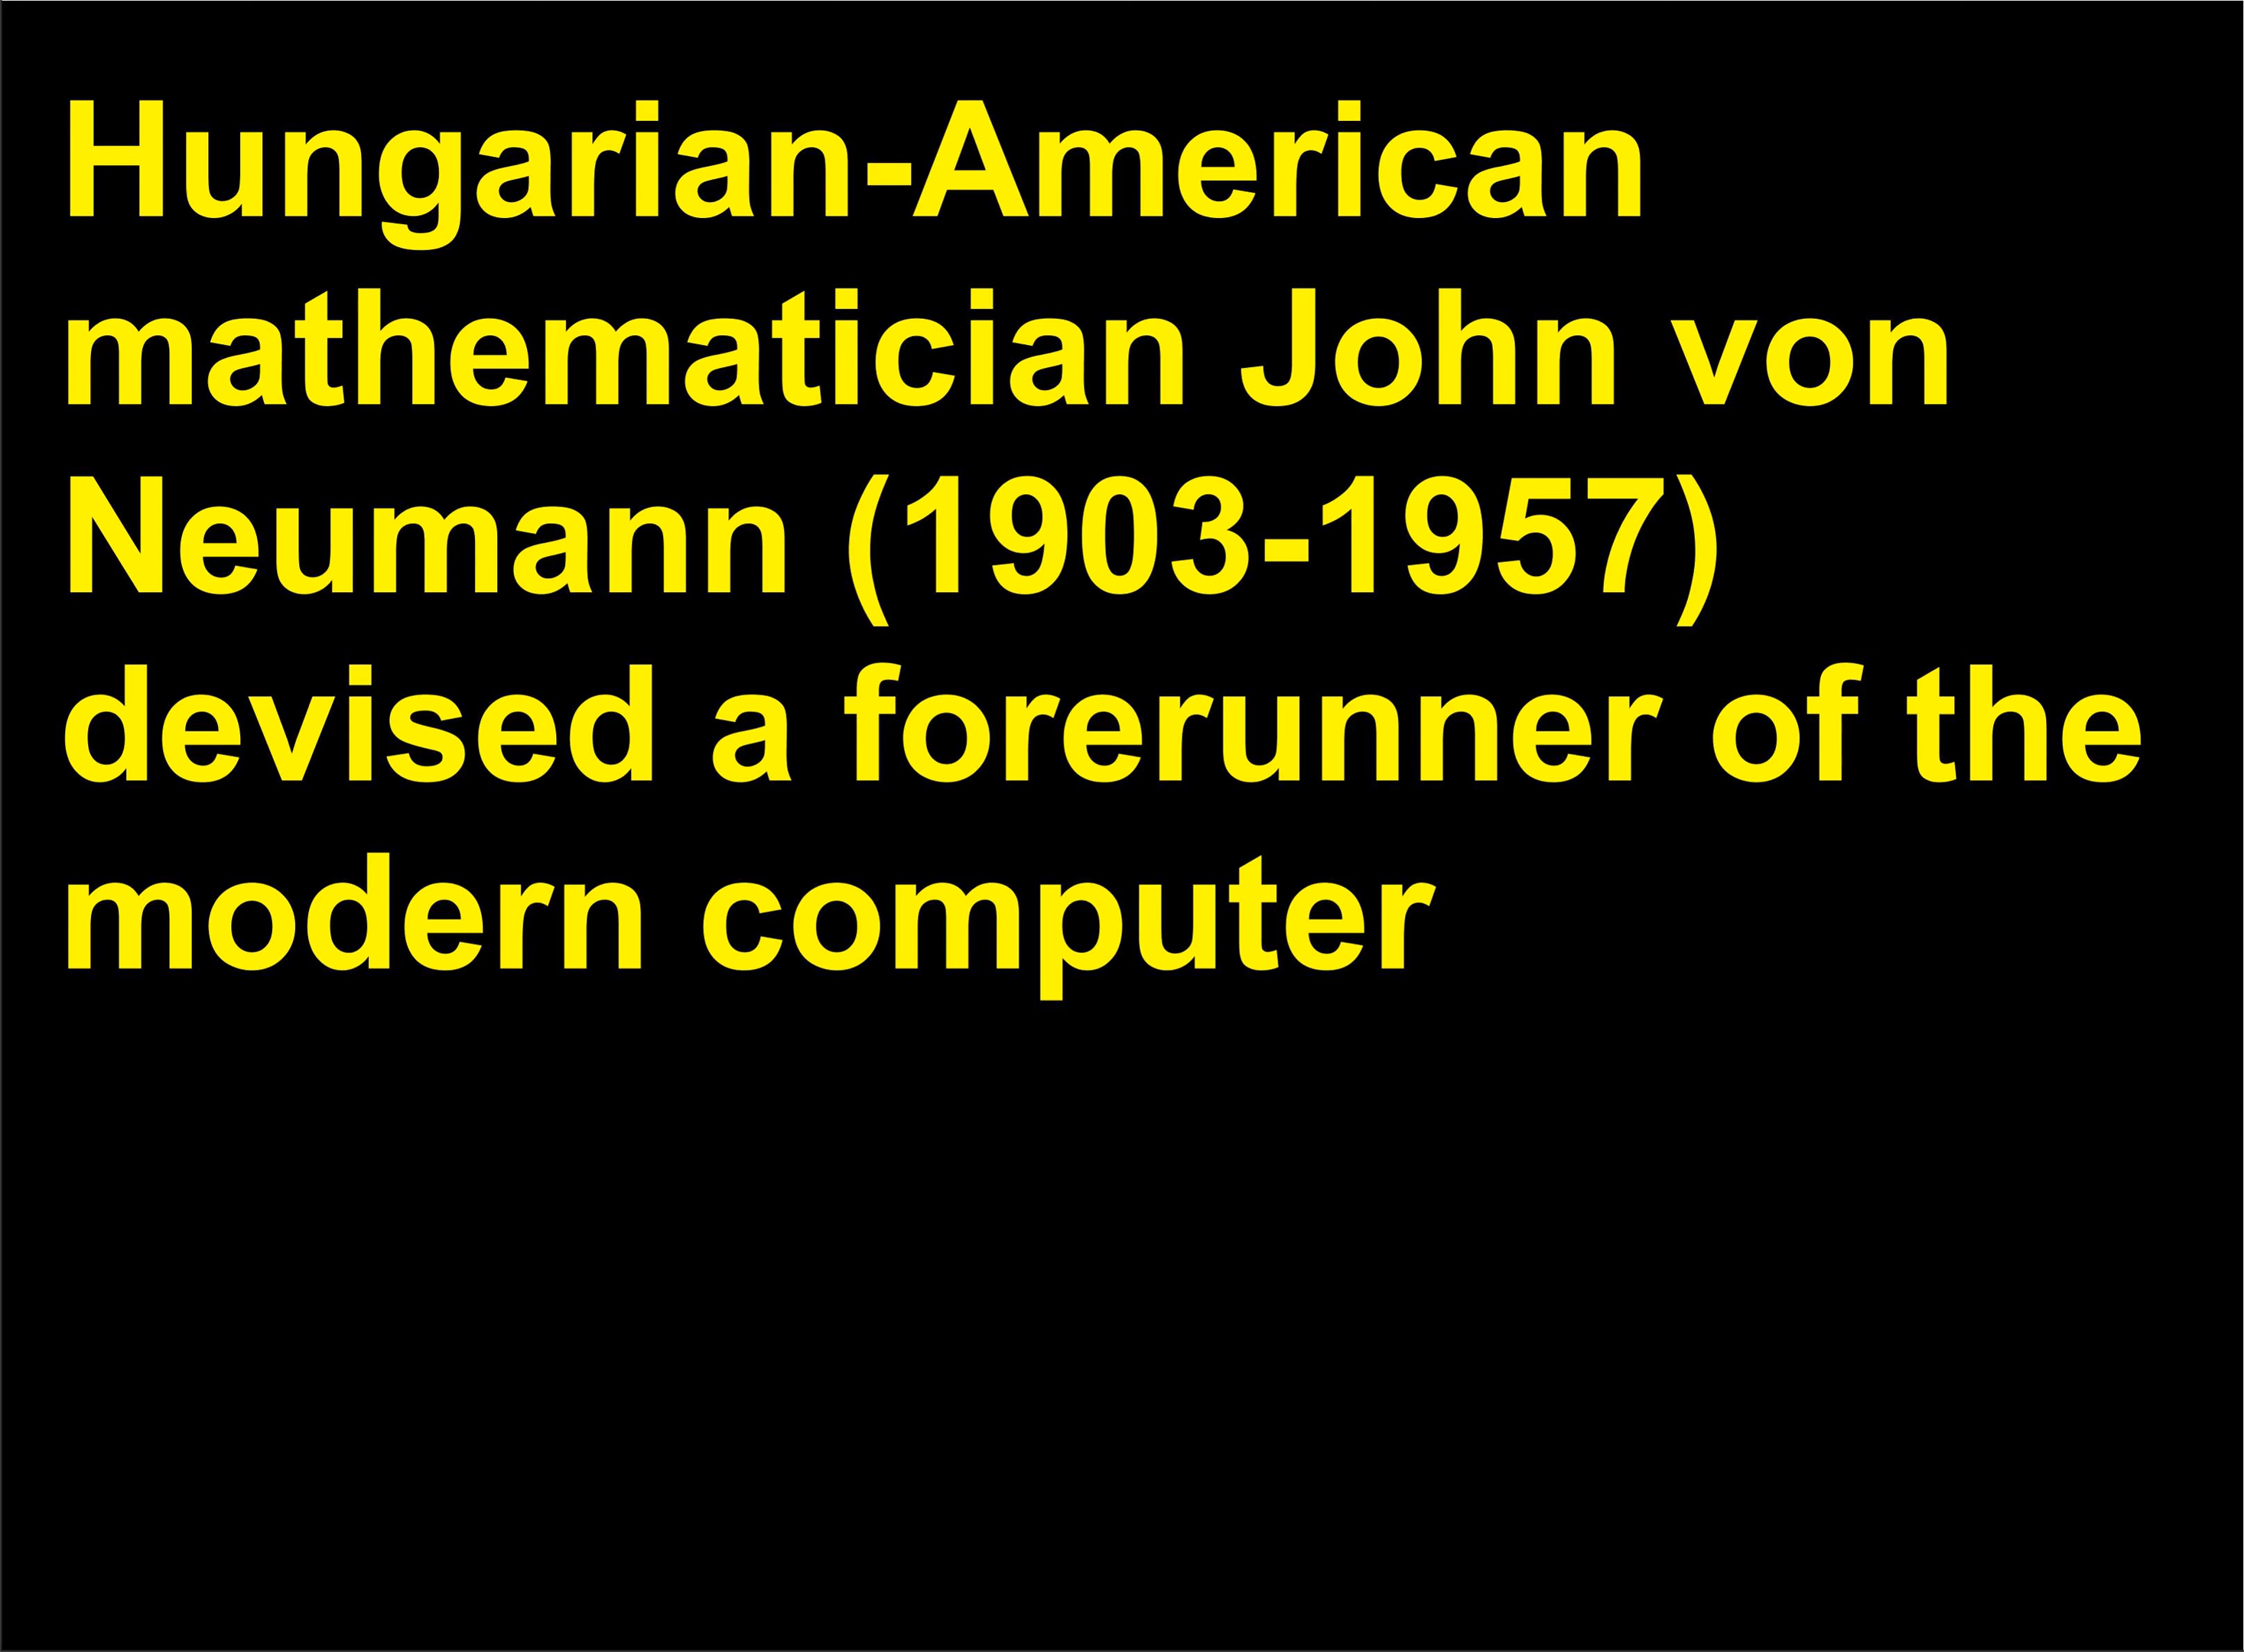 Hungarian-American
mathematician John von
Neumann (1903-1957)
devised a forerunner of the
modern computer